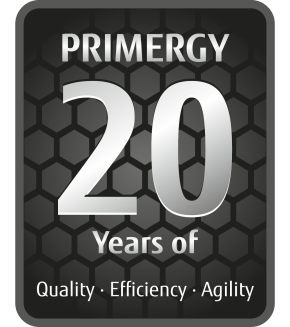 PRIMERGY
20
Years of
Quality · Efficiency · Agility